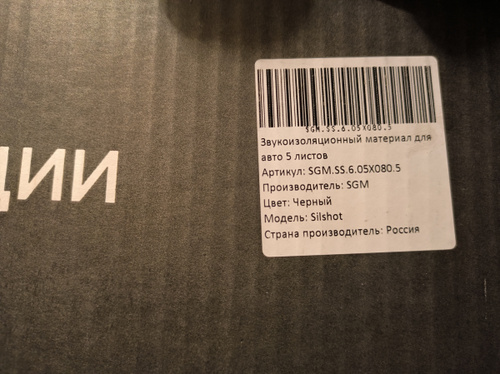 ДИИ
SGM.SS.6.05X080.5
Звукоизоляционный материал для
авто 5 листов
Артикул: SGM.SS.6.05X080.5
Производитель: SGM
Цвет: Черный
Модель: Silshot
Страна производитель: Россия